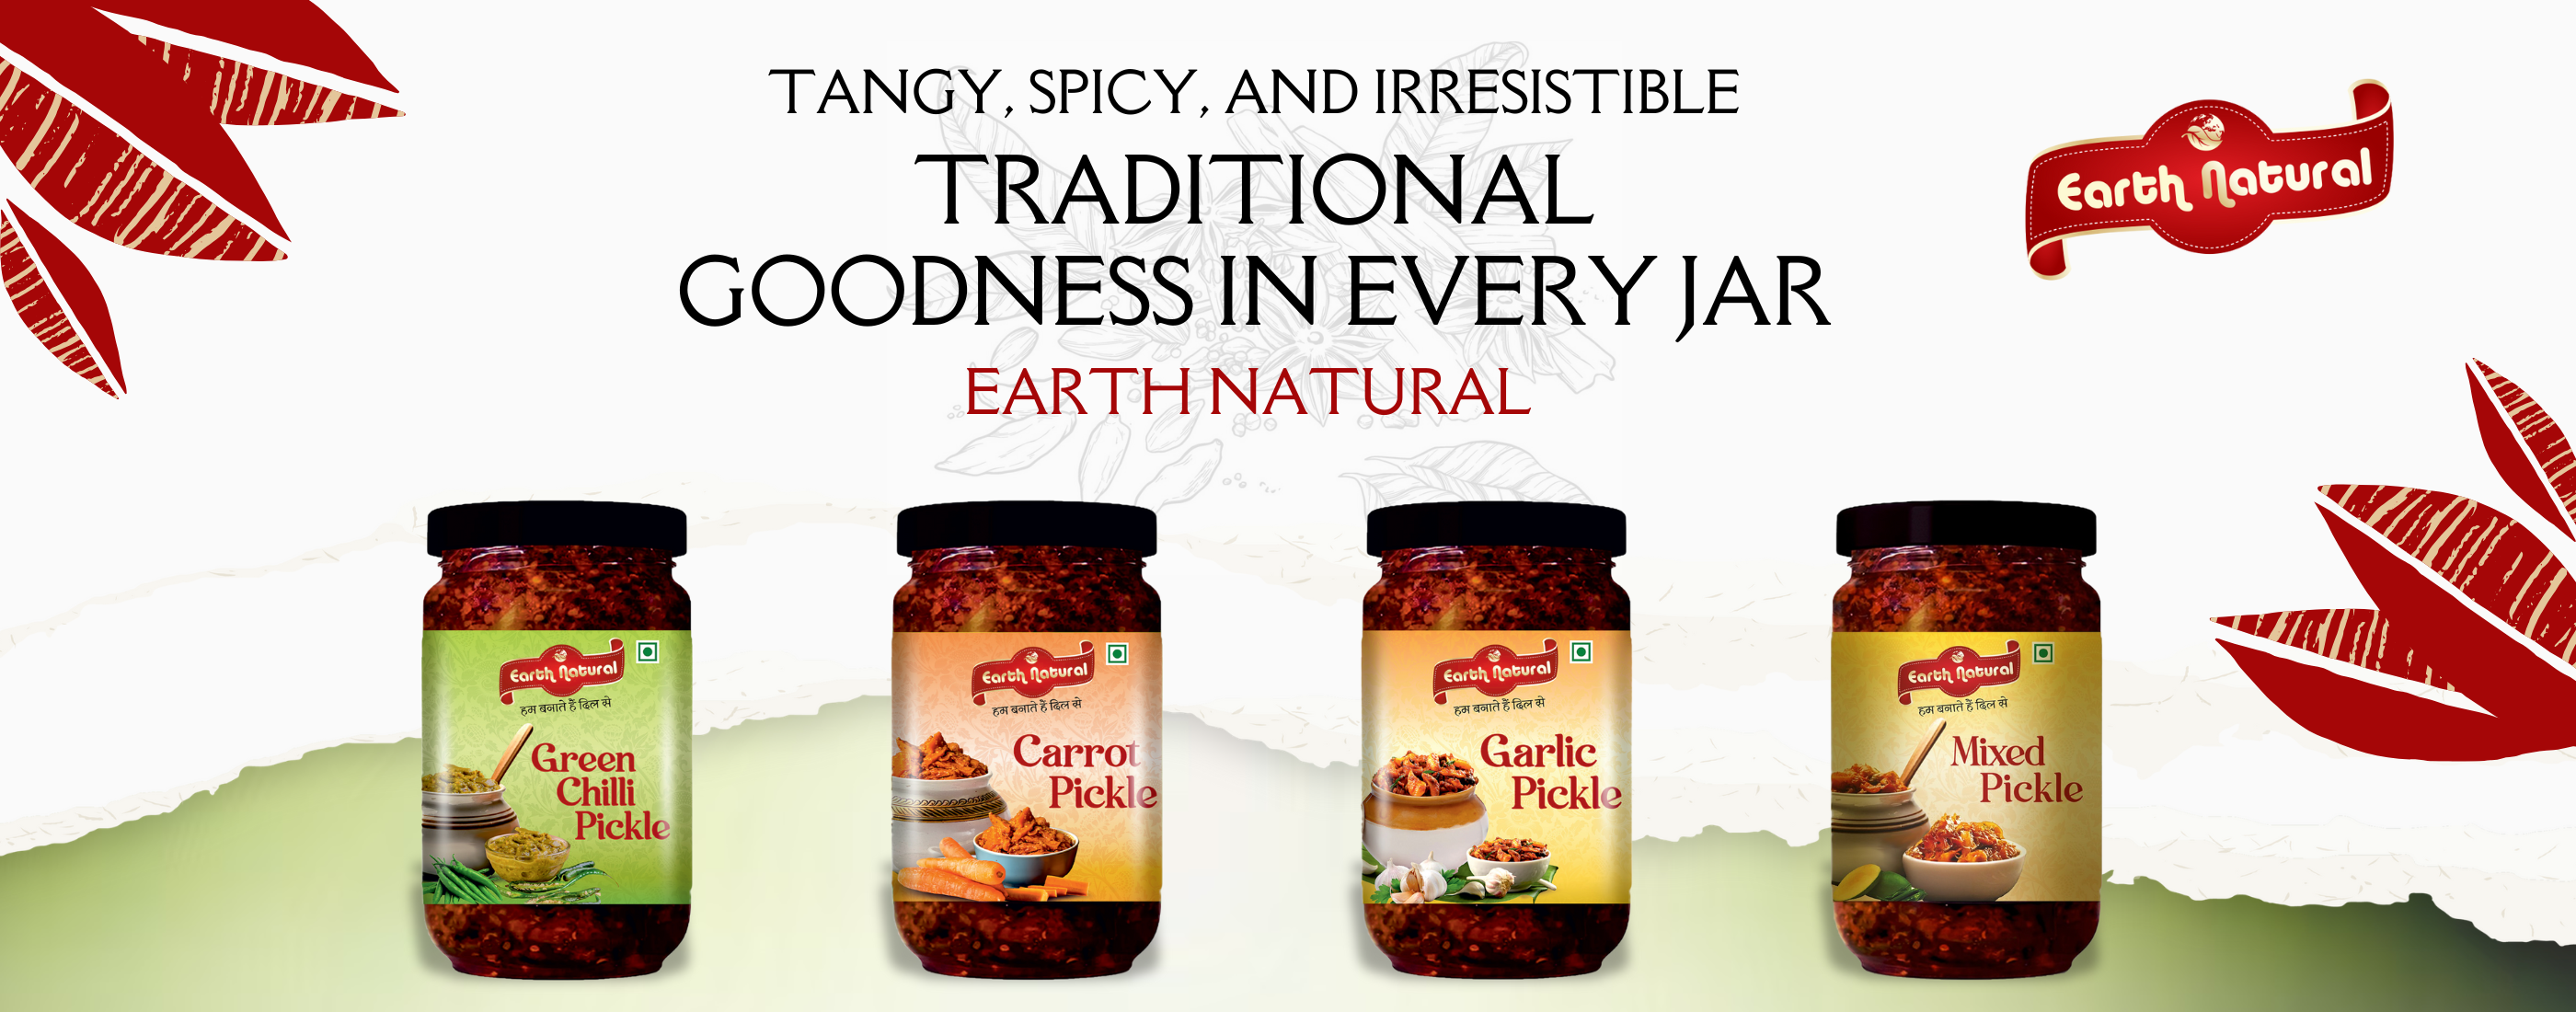 TANGY, SPICY, AND IRRESISTIBLE
TRADITIONAL
GOODNESS IN EVERY JAR
EARTH NATURAL
Earth Natural
Earth Natural
हम बनाते हैं दिल से
Green
Chilli
Pickle
Earth Natural
हम बनाते हैं दिल से
Carrot
Pickle
Earth Natural
हम बनाते हैं दिल से
Garlic
Pickle
Earth Natural
हम बनाते हैं दिल से
Mixed
Pickle